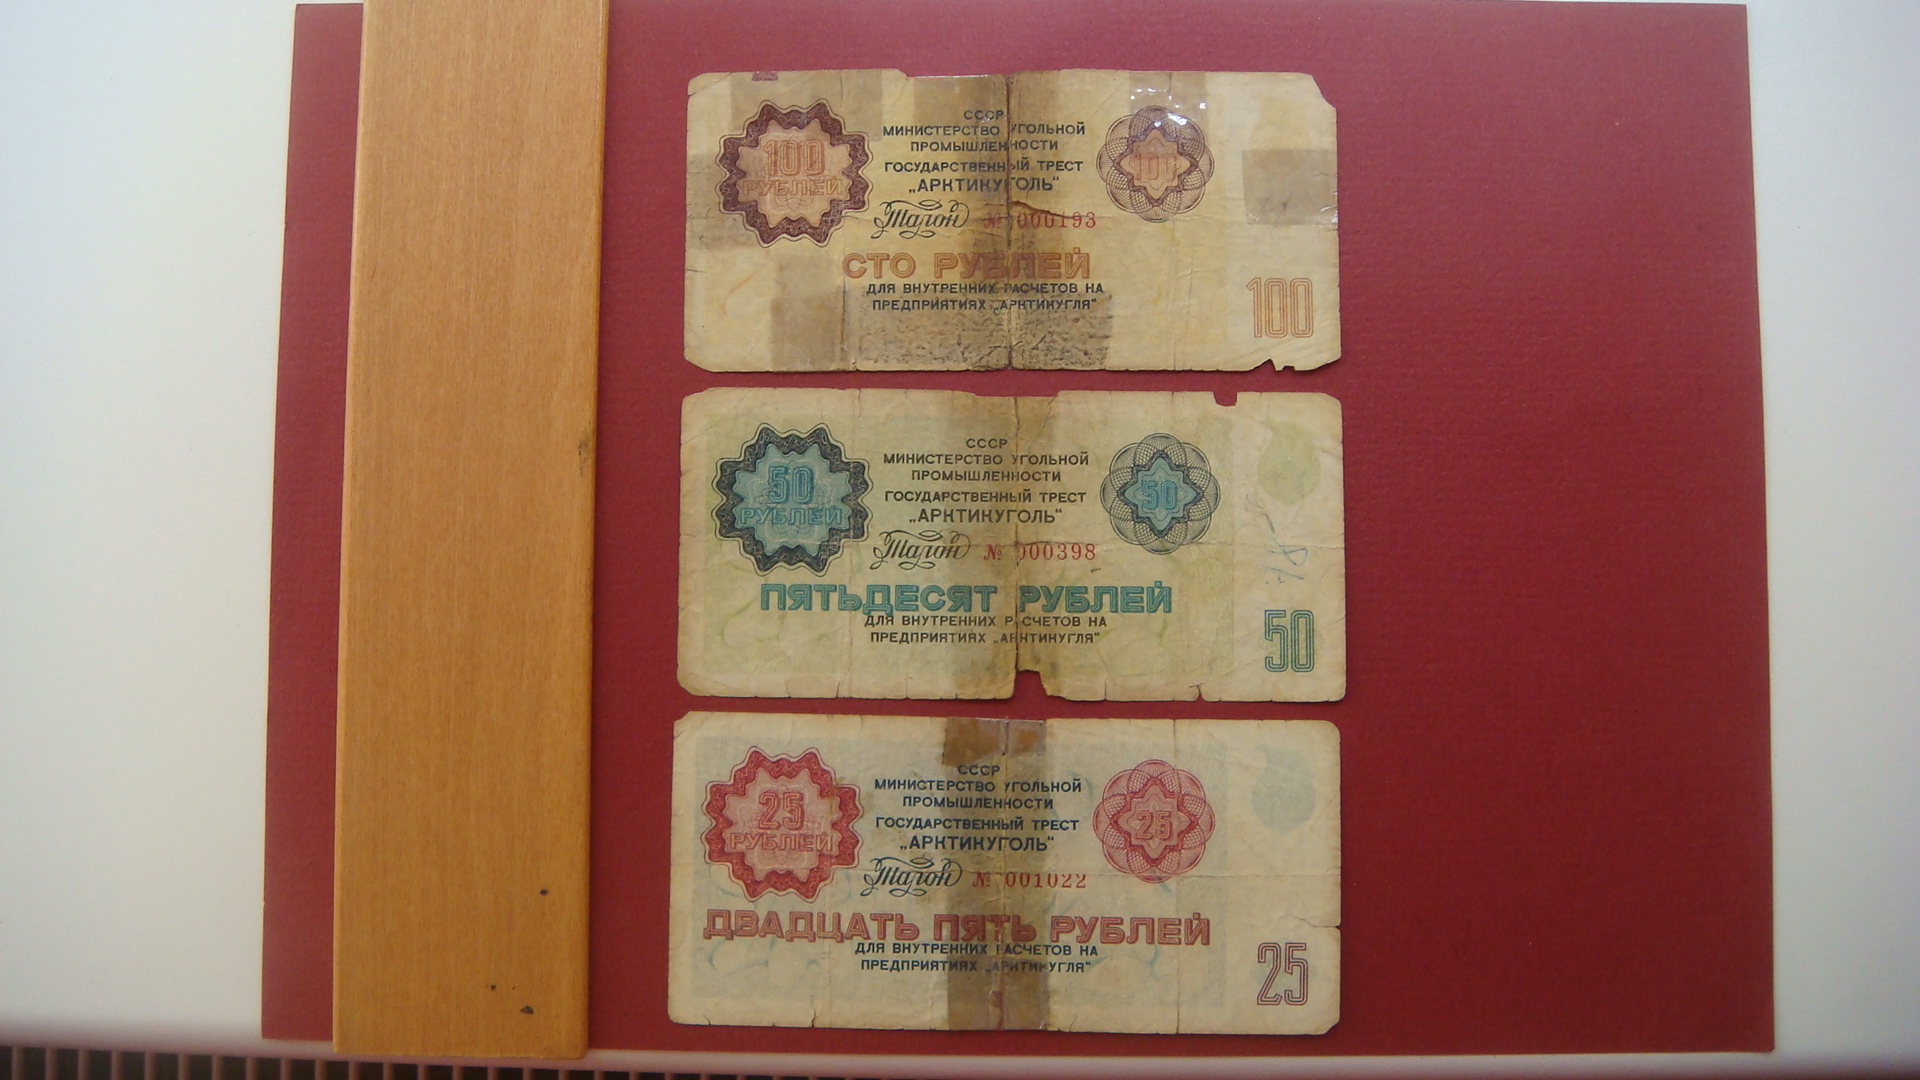 100
РУБЛЕЙ
СССР
МИНИСТЕРСТВО УГОЛЬНОЙ
ПРОМЫШЛЕННОСТИ
ГОСУДАРСТВЕННЫЙ ТРЕСТ
„АРКТИКУГОЛЬ“
Талон № 000193
100
СТО РУБЛЕЙ
ДЛЯ ВНУТРЕННИХ РАСЧЕТОВ НА
ПРЕДПРИЯТИЯХ „АРКТИКУГЛЯ“
100
50
РУБЛЕЙ
СССР
МИНИСТЕРСТВО УГОЛЬНОЙ
ПРОМЫШЛЕННОСТИ
ГОСУДАРСТВЕННЫЙ ТРЕСТ
„АРКТИКУГОЛЬ“
Талон № 000398
50
ПЯТЬДЕСЯТ РУБЛЕЙ
ДЛЯ ВНУТРЕННИХ РАСЧЕТОВ НА
ПРЕДПРИЯТИЯХ „АРКТИКУГЛЯ“
50
25
РУБЛЕЙ
СССР
МИНИСТЕРСТВО УГОЛЬНОЙ
ПРОМЫШЛЕННОСТИ
ГОСУДАРСТВЕННЫЙ ТРЕСТ
„АРКТИКУГОЛЬ“
Талон № 001022
25
ДВАДЦАТЬ ПЯТЬ РУБЛЕЙ
ДЛЯ ВНУТРЕННИХ РАСЧЕТОВ НА
ПРЕДПРИЯТИЯХ „АРКТИКУГЛЯ“
25